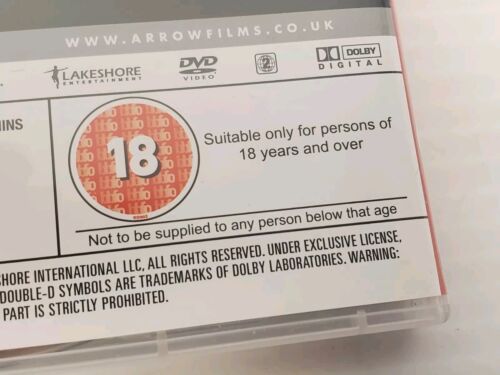 WWW.ARROWFILMS.CO.UK
LAKESHORE
ENTERTAINMENT
DVD
VIDEO
2
DOLBY
DIGITAL
MINS
18
Suitable only for persons of
18 years and over
Not to be supplied to any person below that age
SHORE INTERNATIONAL LLC, ALL RIGHTS RESERVED. UNDER EXCLUSIVE LICENSE,
DOUBLE-D SYMBOLS ARE TRADEMARKS OF DOLBY LABORATORIES. WARNING:
PART IS STRICTLY PROHIBITED.